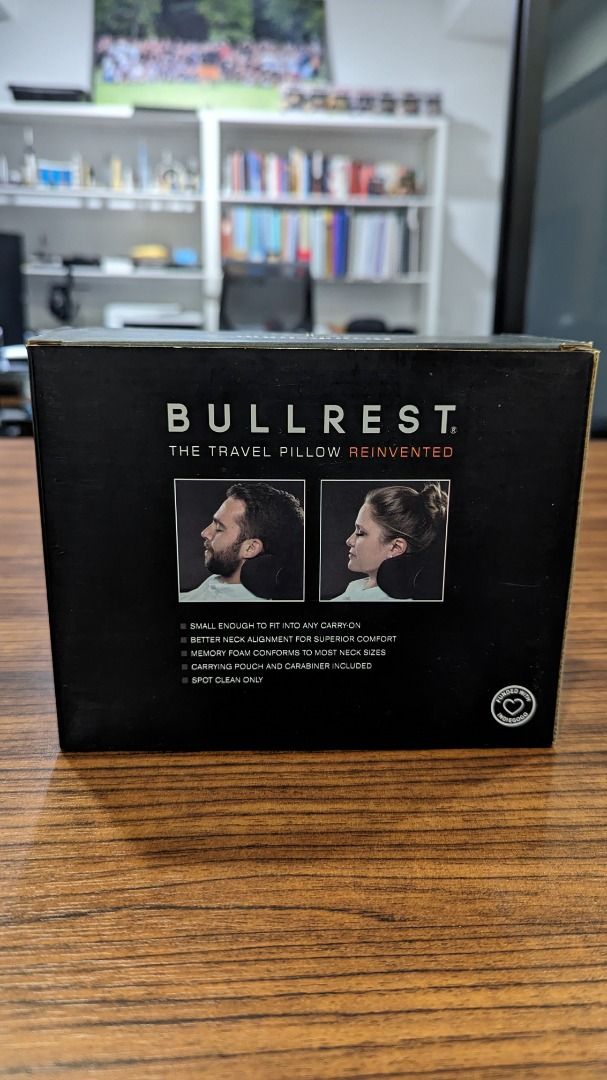 BULLREST®
THE TRAVEL PILLOW REINVENTED
SMALL ENOUGH TO FIT INTO ANY CARRY-ON
BETTER NECK ALIGNMENT FOR SUPERIOR COMFORT
MEMORY FOAM CONFORMS TO MOST NECK SIZES
CARRYING POUCH AND CARABINER INCLUDED
SPOT CLEAN ONLY
FUNDED WITH
INDIEGOGO